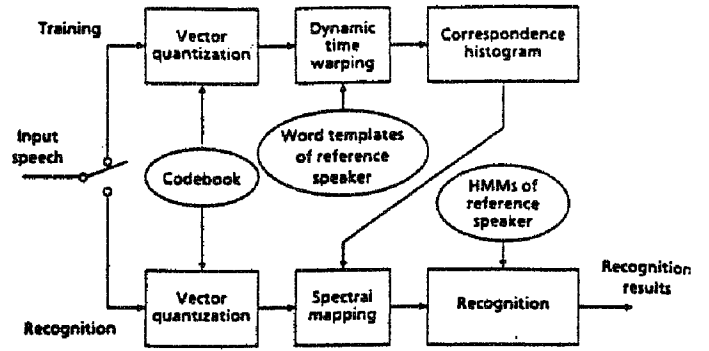 Training
Vector
quantization
Dynamic
time
warping
Correspondence
histogram
Input
speech
Codebook
Word templates
of reference
speaker
HMMs of
reference
speaker
Recognition
Vector
quantization
Spectral
mapping
Recognition
Recognition
results